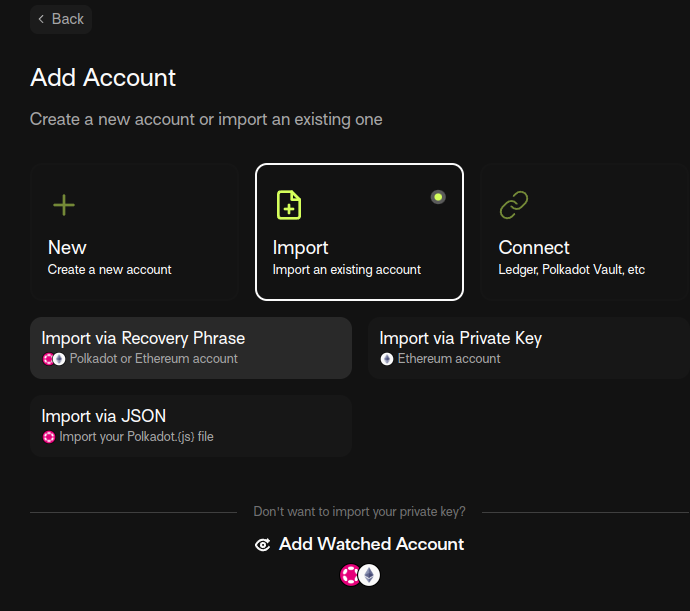 Back
Add Account
Create a new account or import an existing one
New
Create a new account
Import
Import an existing account
Connect
Ledger, Polkadot Vault, etc
Import via Recovery Phrase
Polkadot or Ethereum account
Import via Private Key
Ethereum account
Import via JSON
Import your Polkadot.{js} file
Don't want to import your private key?
Add Watched Account